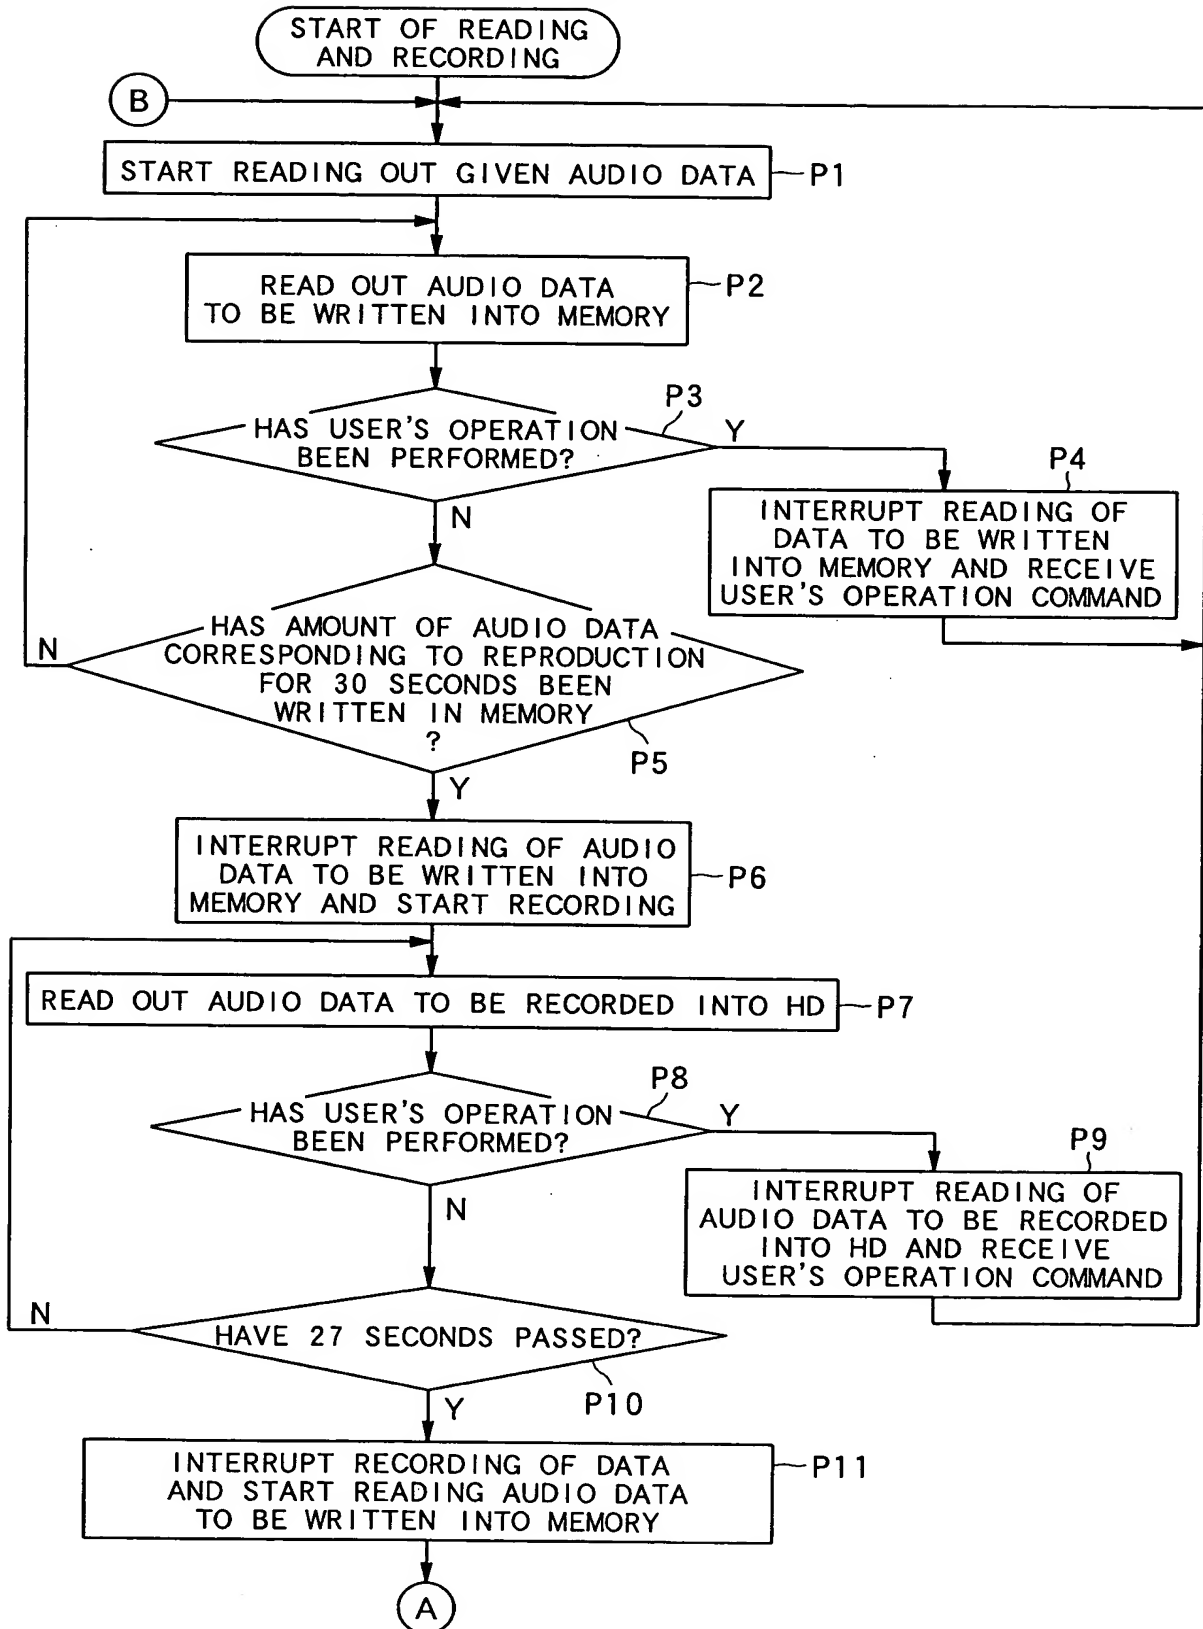 START OF READING
AND RECORDING
B
START READING OUT GIVEN AUDIO DATA
P1
READ OUT AUDIO DATA
TO BE WRITTEN INTO MEMORY
P2
P3
HAS USER'S OPERATION
BEEN PERFORMED?
Y
N
P4
INTERRUPT READING OF
DATA TO BE WRITTEN
INTO MEMORY AND RECEIVE
USER'S OPERATION COMMAND
HAS AMOUNT OF AUDIO DATA
CORRESPONDING TO REPRODUCTION
FOR 30 SECONDS BEEN
WRITTEN IN MEMORY
?
N
P5
Y
INTERRUPT READING OF AUDIO
DATA TO BE WRITTEN INTO
MEMORY AND START RECORDING
P6
READ OUT AUDIO DATA TO BE RECORDED INTO HD
P7
P8
HAS USER'S OPERATION
BEEN PERFORMED?
Y
N
P9
INTERRUPT READING OF
AUDIO DATA TO BE RECORDED
INTO HD AND RECEIVE
USER'S OPERATION COMMAND
N
HAVE 27 SECONDS PASSED?
P10
Y
INTERRUPT RECORDING OF DATA
AND START READING AUDIO DATA
TO BE WRITTEN INTO MEMORY
P11
A